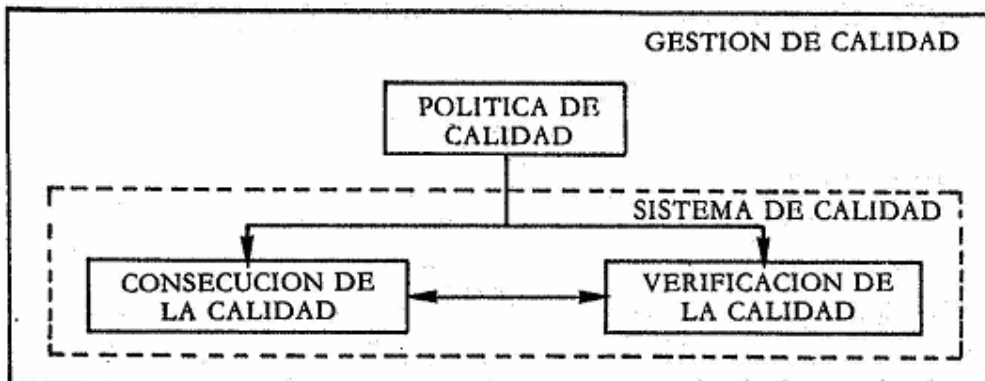 GESTION DE CALIDAD
POLITICA DE
CALIDAD
SISTEMA DE CALIDAD
CONSECUCION DE
LA CALIDAD
VERIFICACION DE
LA CALIDAD